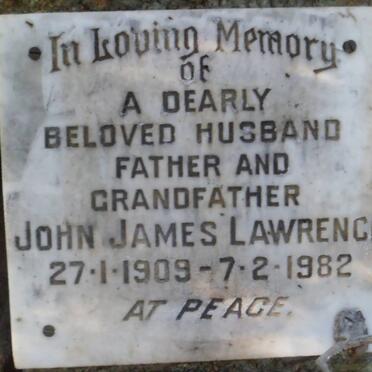 In Loving Memory
of
A DEARLY
BELOVED HUSBAND
FATHER AND
GRANDFATHER
JOHN JAMES LAWRENC
27·1·1909-7·2·1982
AT PEACE.